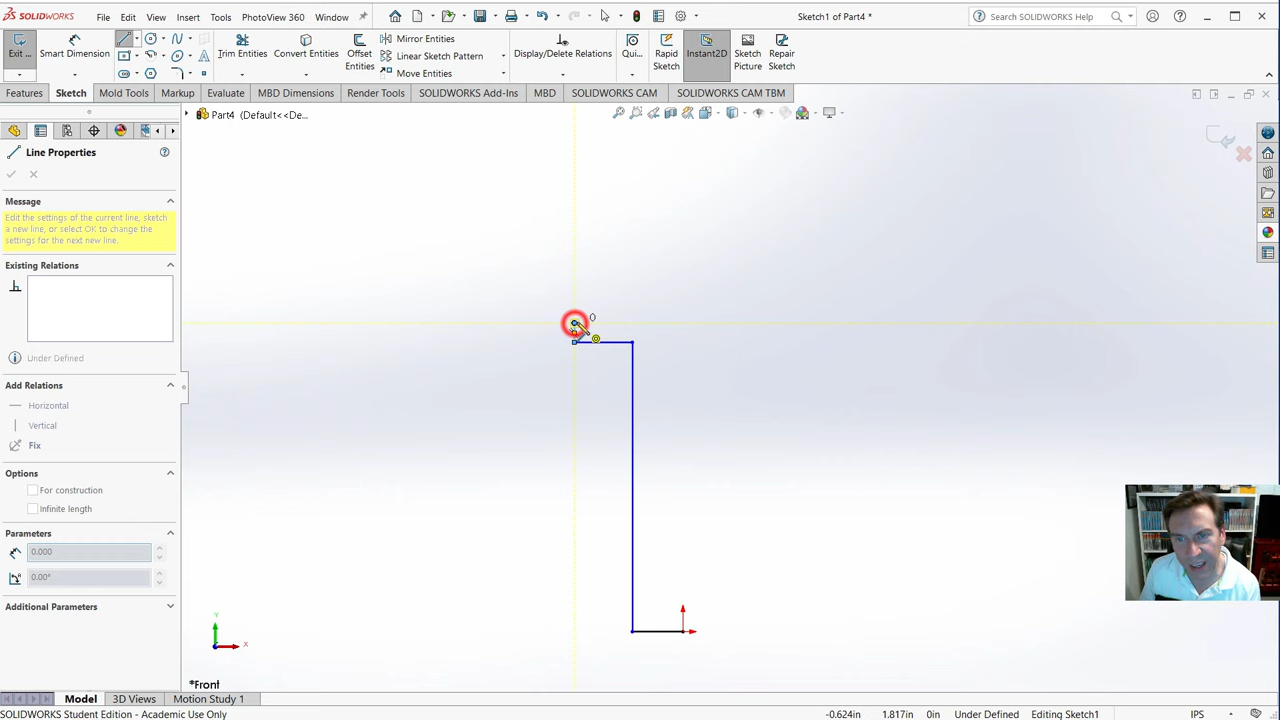 SOLIDWORKS File Edit View Insert Tools PhotoView 360 Window Sketch1 of Part4 * Search SOLIDWORKS Help
Exit ... Smart Dimension Trim Entities Convert Entities Offset Entities Mirror Entities Linear Sketch Pattern Move Entities Display/Delete Relations Qui... Rapid Sketch Instant2D Sketch Picture Repair Sketch
Features Sketch Mold Tools Markup Evaluate MBD Dimensions Render Tools SOLIDWORKS Add-Ins MBD SOLIDWORKS CAM SOLIDWORKS CAM TBM
Part4 (Default<<De...
Line Properties
Message
Edit the settings of the current line, sketch
a new line, or select OK to change the
settings for the next new line.
Existing Relations
0
Under Defined
Add Relations
Horizontal
Vertical
Fix
Options
For construction
Infinite length
Parameters
0.000
0.00°
Additional Parameters
Y
X
*Front
Model 3D Views Motion Study 1
SOLIDWORKS Student Edition - Academic Use Only -0.624in 1.817in 0in Under Defined Editing Sketch1 IPS